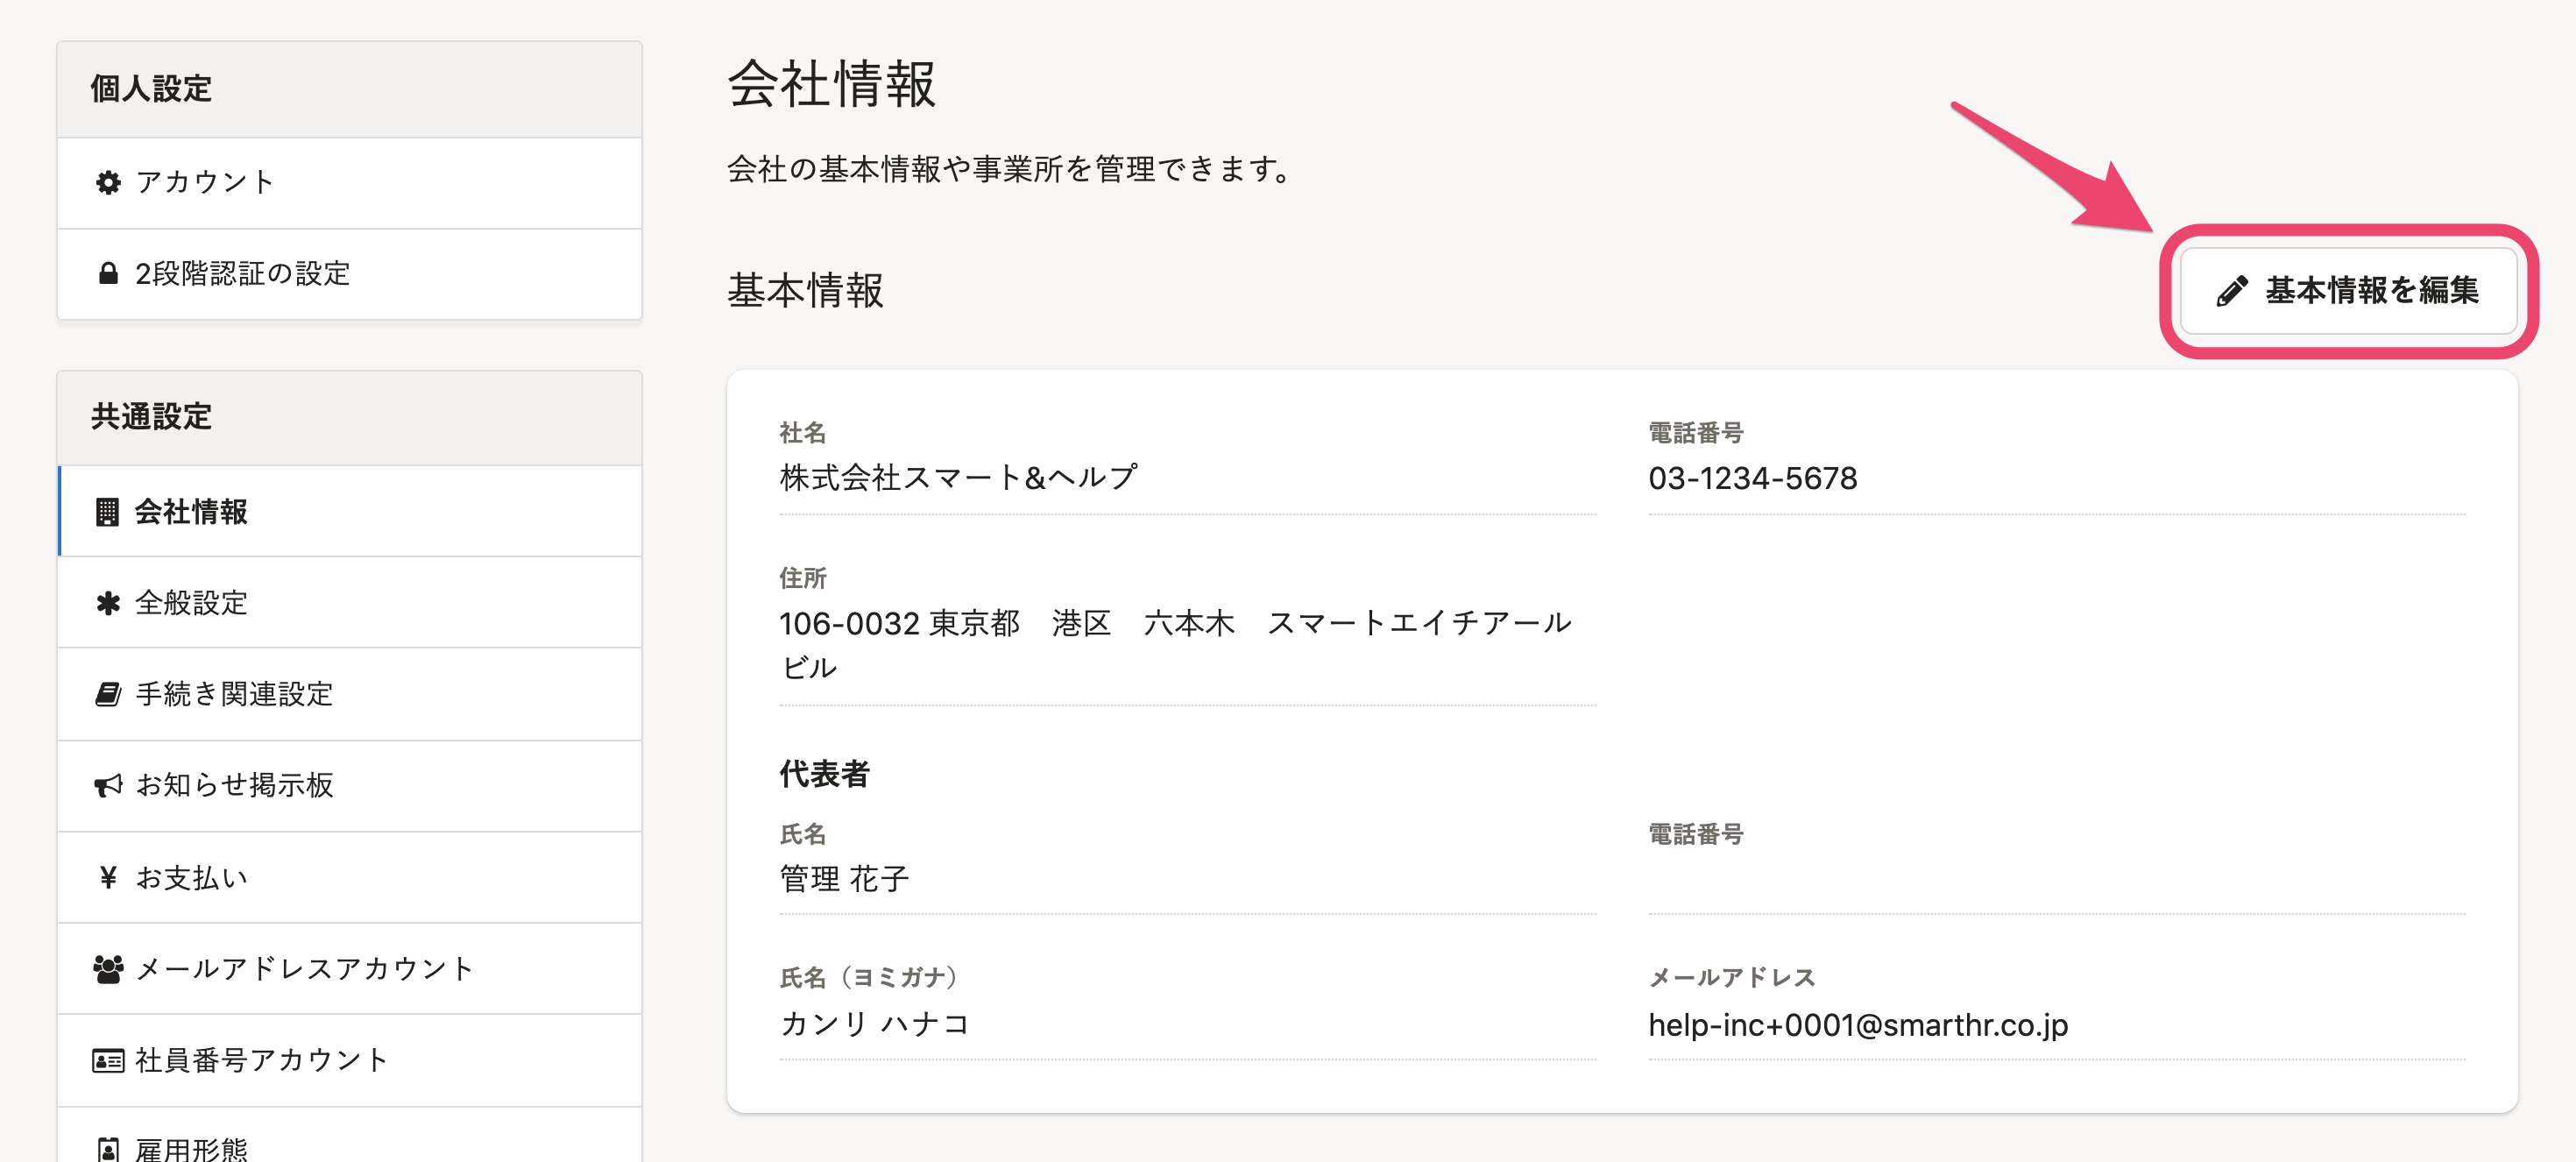 個人設定
アカウント
2段階認証の設定
共通設定
会社情報
全般設定
手続き関連設定
お知らせ掲示板
¥ お支払い
メールアドレスアカウント
社員番号アカウント
雇用形態
会社情報
会社の基本情報や事業所を管理できます。
基本情報
基本情報を編集
社名
株式会社スマート&ヘルプ
電話番号
03-1234-5678
住所
106-0032 東京都　港区　六本木　スマートエイチアール
ビル
代表者
氏名
管理 花子
電話番号
氏名（ヨミガナ）
カンリ ハナコ
メールアドレス
help-inc+0001@smarthr.co.jp